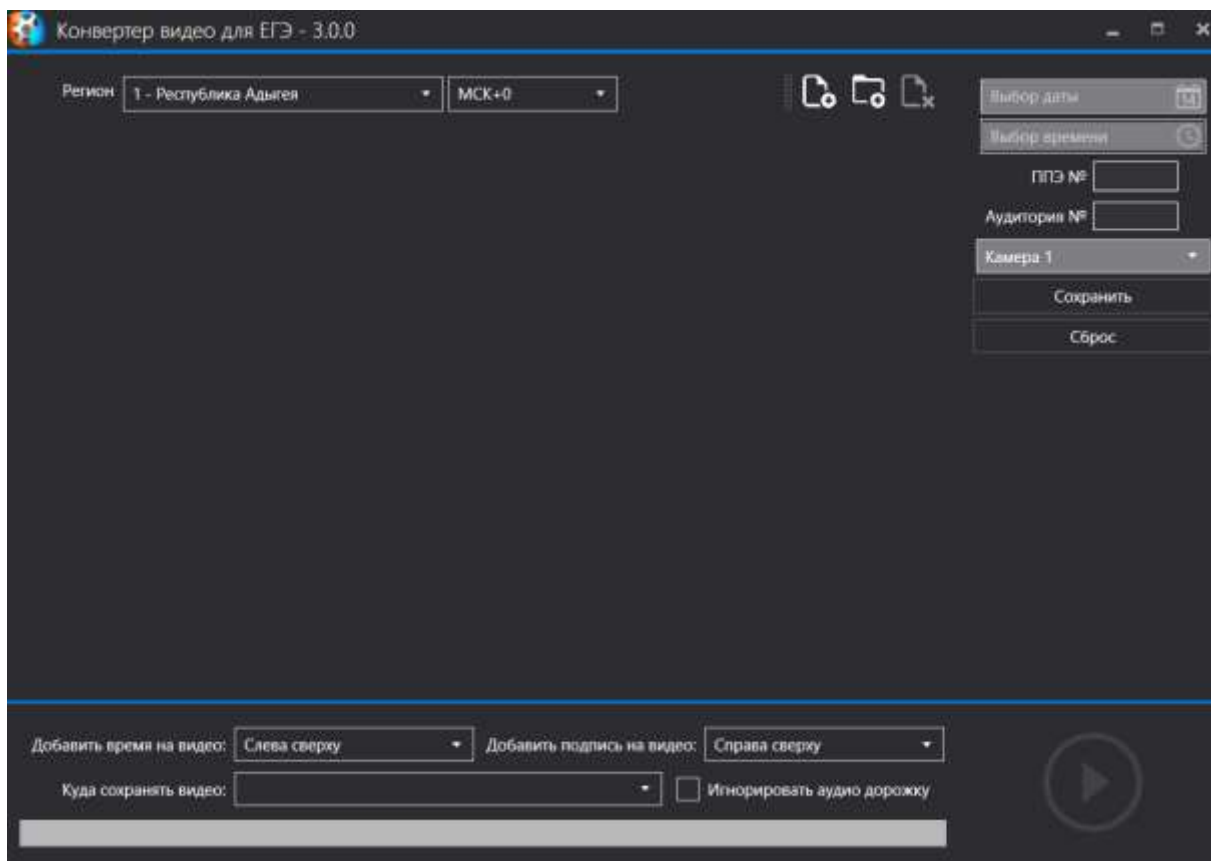 Конвертер видео для ЕГЭ - 3.0.0
Регион 1 - Республика Адыгея МСК+0
Выбор даты 14
Выбор времени
ППЭ №
Аудитория №
Камера 1
Сохранить
Сброс
Добавить время на видео: Слева сверху Добавить подпись на видео: Справа сверху
Куда сохранять видео: Игнорировать аудио дорожку